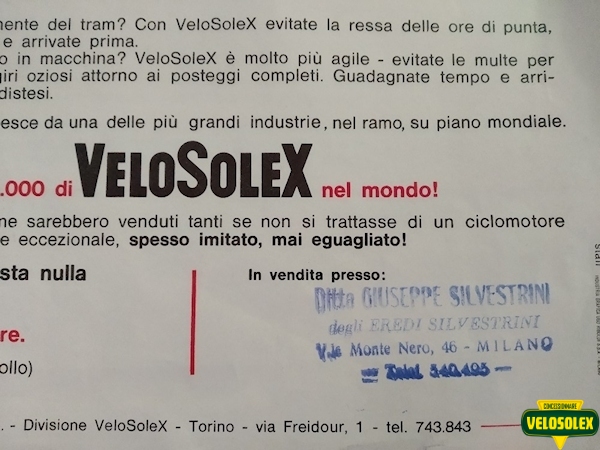 mente del tram? Con VeloSoleX evitate la ressa delle ore di punta,
e arrivate prima.
o in macchina? VeloSoleX è molto più agile - evitate le multe per
giri oziosi attorno ai posteggi completi. Guadagnate tempo e arri-
distesi.
esce da una delle più grandi industrie, nel ramo, su piano mondiale.
.000 di VELOSOLEX nel mondo!
ne sarebbero venduti tanti se non si trattasse di un ciclomotore
e eccezionale, spesso imitato, mai eguagliato!
sta nulla
In vendita presso:
Ditta GIUSEPPE SILVESTRINI
degli EREDI SILVESTRINI
re.
V.le Monte Nero, 46 - MILANO
ollo)
Telef. 540.495
. - Divisione VeloSoleX - Torino - via Freidour, 1 - tel. 743.843
CONCESSIONNAIRE
VELOSOLEX